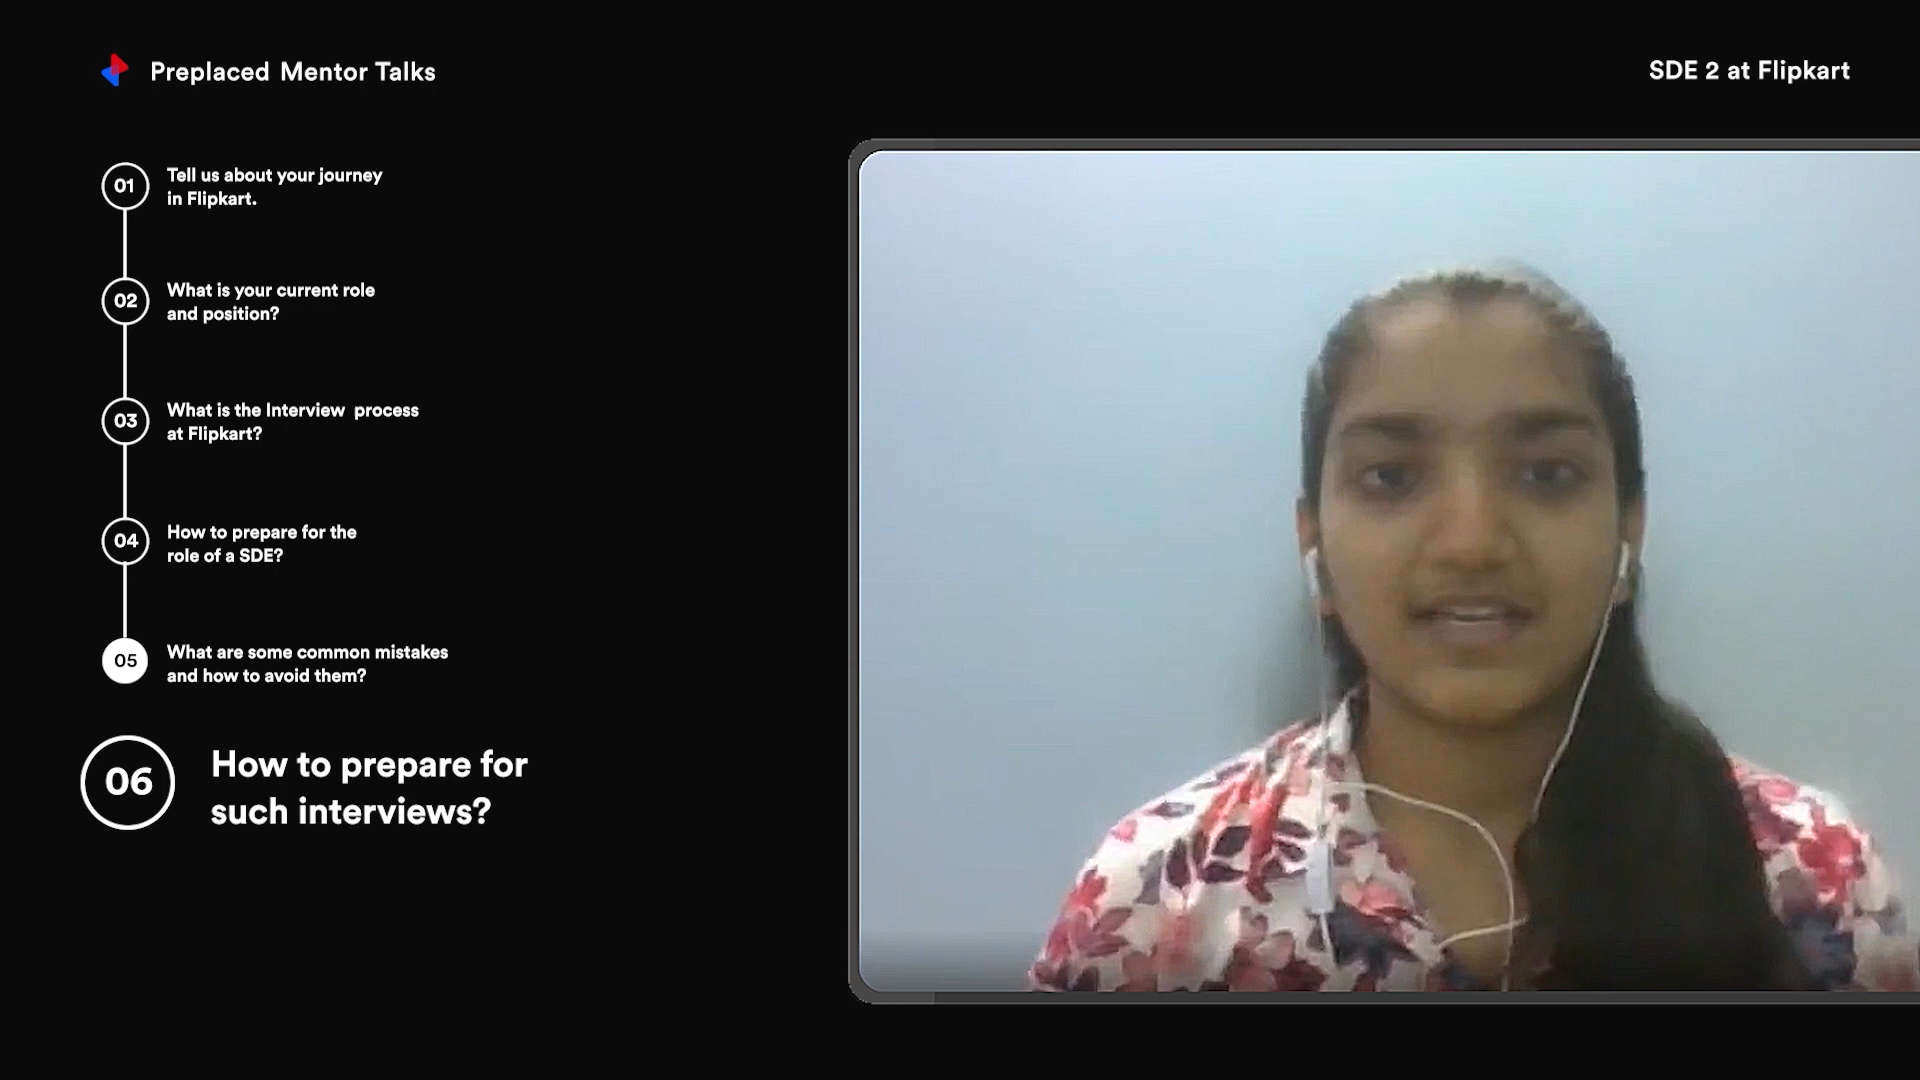 Preplaced Mentor Talks
SDE 2 at Flipkart
01
Tell us about your journey
in Flipkart.
02
What is your current role
and position?
03
What is the Interview process
at Flipkart?
04
How to prepare for the
role of a SDE?
05
What are some common mistakes
and how to avoid them?
06
How to prepare for
such interviews?